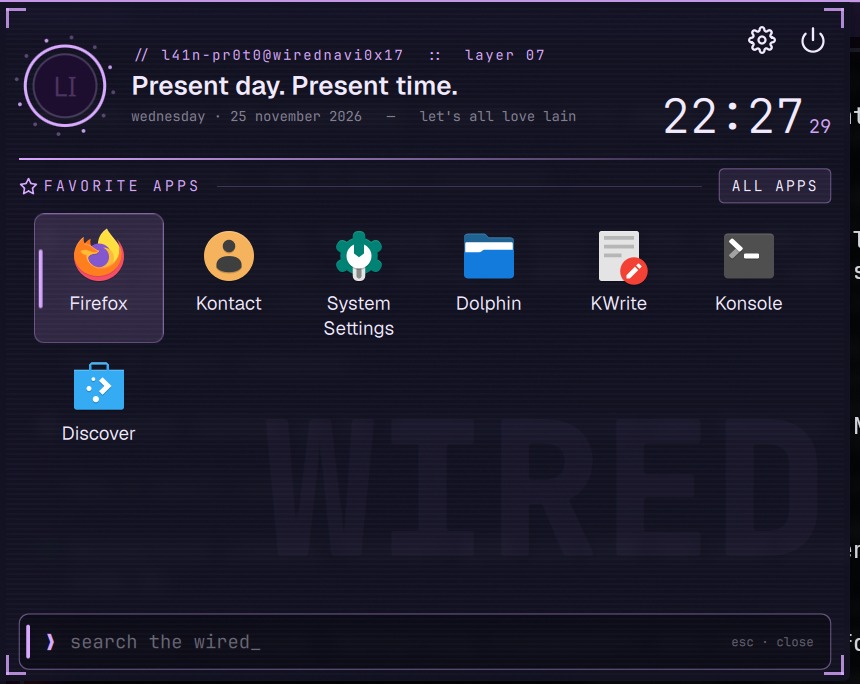 // l41n-pr0t0@wirednavi0x17 :: layer 07
LI
Present day. Present time.
wednesday · 25 november 2026 — let's all love lain
22:27 29
FAVORITE APPS
ALL APPS
Firefox
Kontact
System
Settings
Dolphin
KWrite
Konsole
Discover
WIRED
❫ search the wired_
esc · close